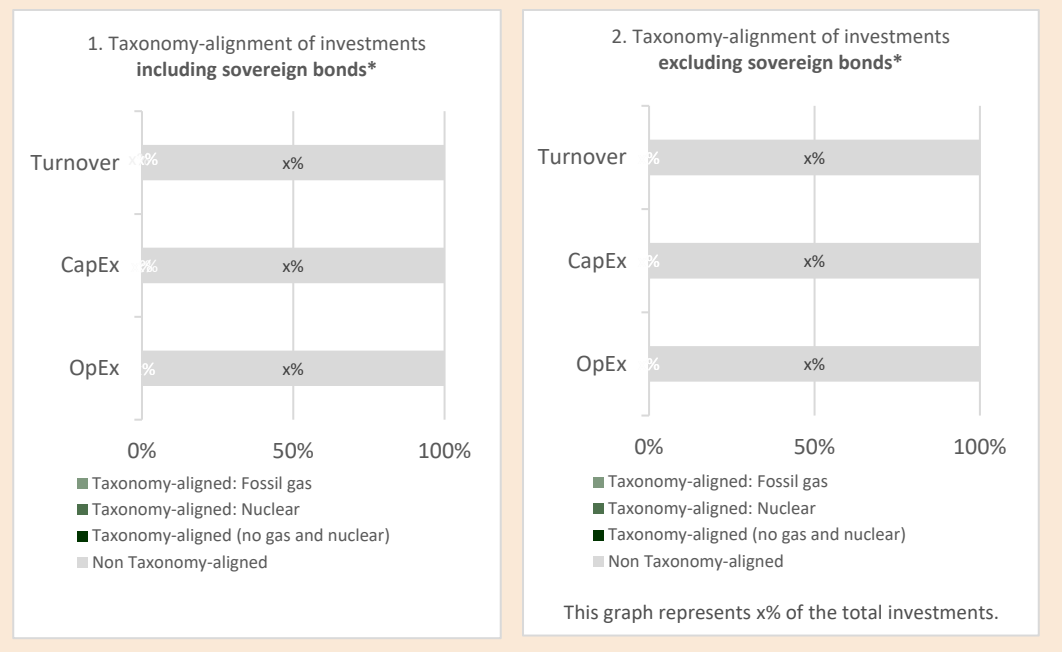 1. Taxonomy-alignment of investments
including sovereign bonds*
Turnover x%
CapEx % x%
OpEx % x%
0% 50% 100%
Taxonomy-aligned: Fossil gas
Taxonomy-aligned: Nuclear
Taxonomy-aligned (no gas and nuclear)
Non Taxonomy-aligned
2. Taxonomy-alignment of investments
excluding sovereign bonds*
Turnover % x%
CapEx % x%
OpEx % x%
0% 50% 100%
Taxonomy-aligned: Fossil gas
Taxonomy-aligned: Nuclear
Taxonomy-aligned (no gas and nuclear)
Non Taxonomy-aligned
This graph represents x% of the total investments.